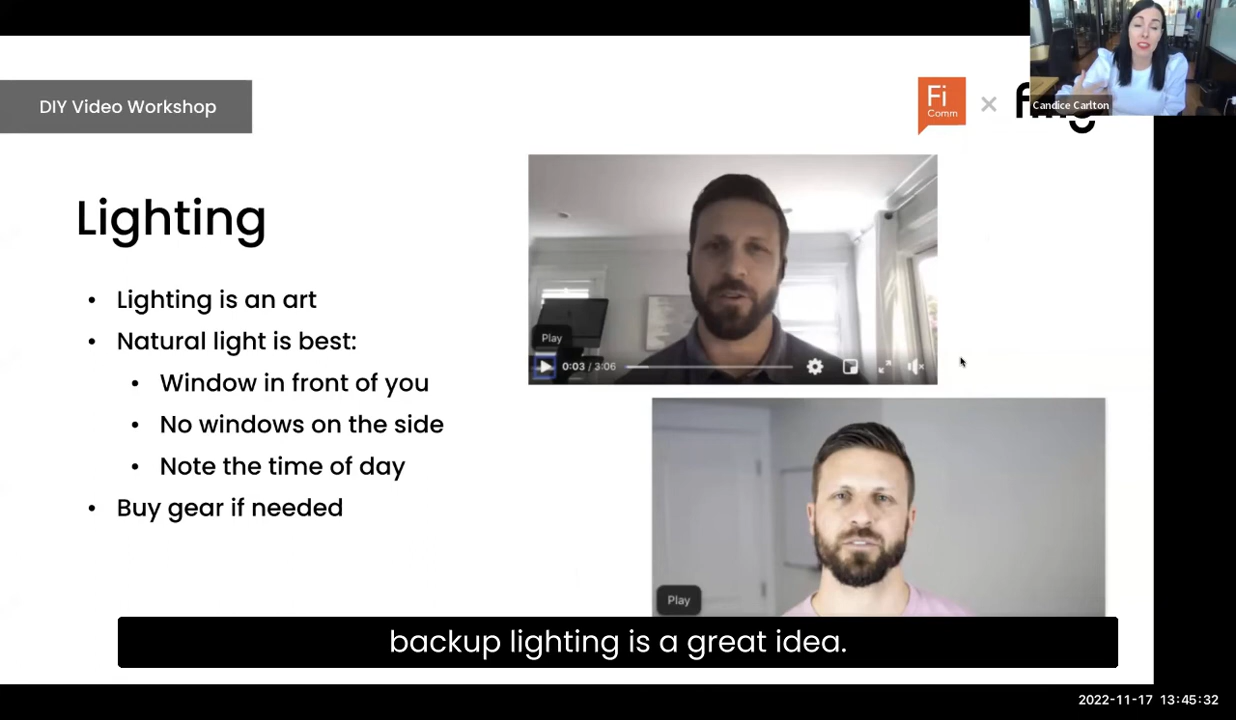 DIY Video Workshop
Fi
Comm
×
Candice Carlton
Lighting
• Lighting is an art
• Natural light is best:
• Window in front of you
• No windows on the side
• Note the time of day
• Buy gear if needed
Play
0:03 / 3:06
Play
backup lighting is a great idea.
2022-11-17 13:45:32